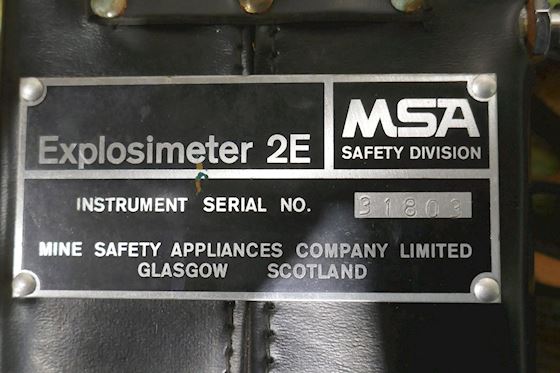 Explosimeter 2E
MSA
SAFETY DIVISION
INSTRUMENT SERIAL NO. 31803
MINE SAFETY APPLIANCES COMPANY LIMITED
GLASGOW SCOTLAND